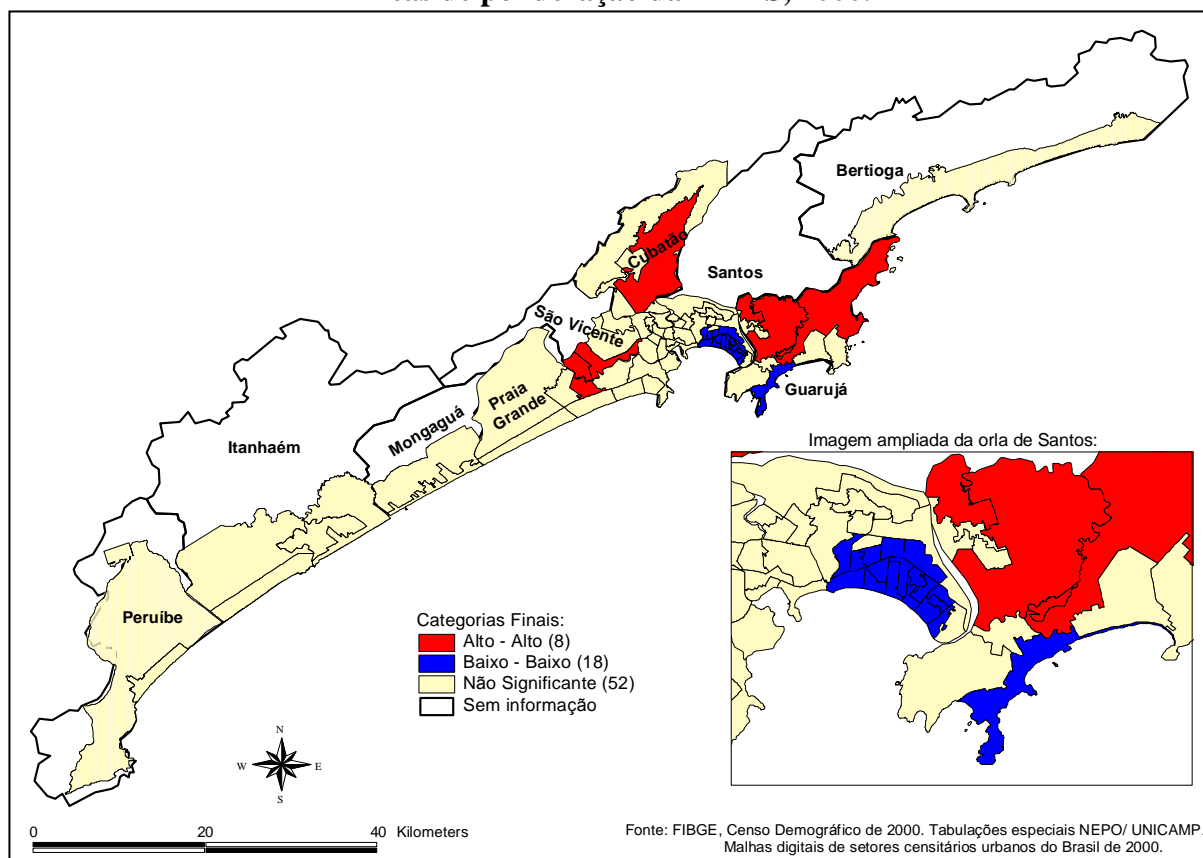 Bertioga
Cubatão
Santos
São Vicente
Guarujá
Praia
Grande
Mongaguá
Itanhaém
Peruíbe
Imagem ampliada da orla de Santos:
Categorias Finais:
Alto - Alto (8)
Baixo - Baixo (18)
Não Significante (52)
Sem informação
N
W E
S
0 20 40 Kilometers
Fonte: FIBGE, Censo Demográfico de 2000. Tabulações especiais NEPO/ UNICAMP.
Malhas digitais de setores censitários urbanos do Brasil de 2000.